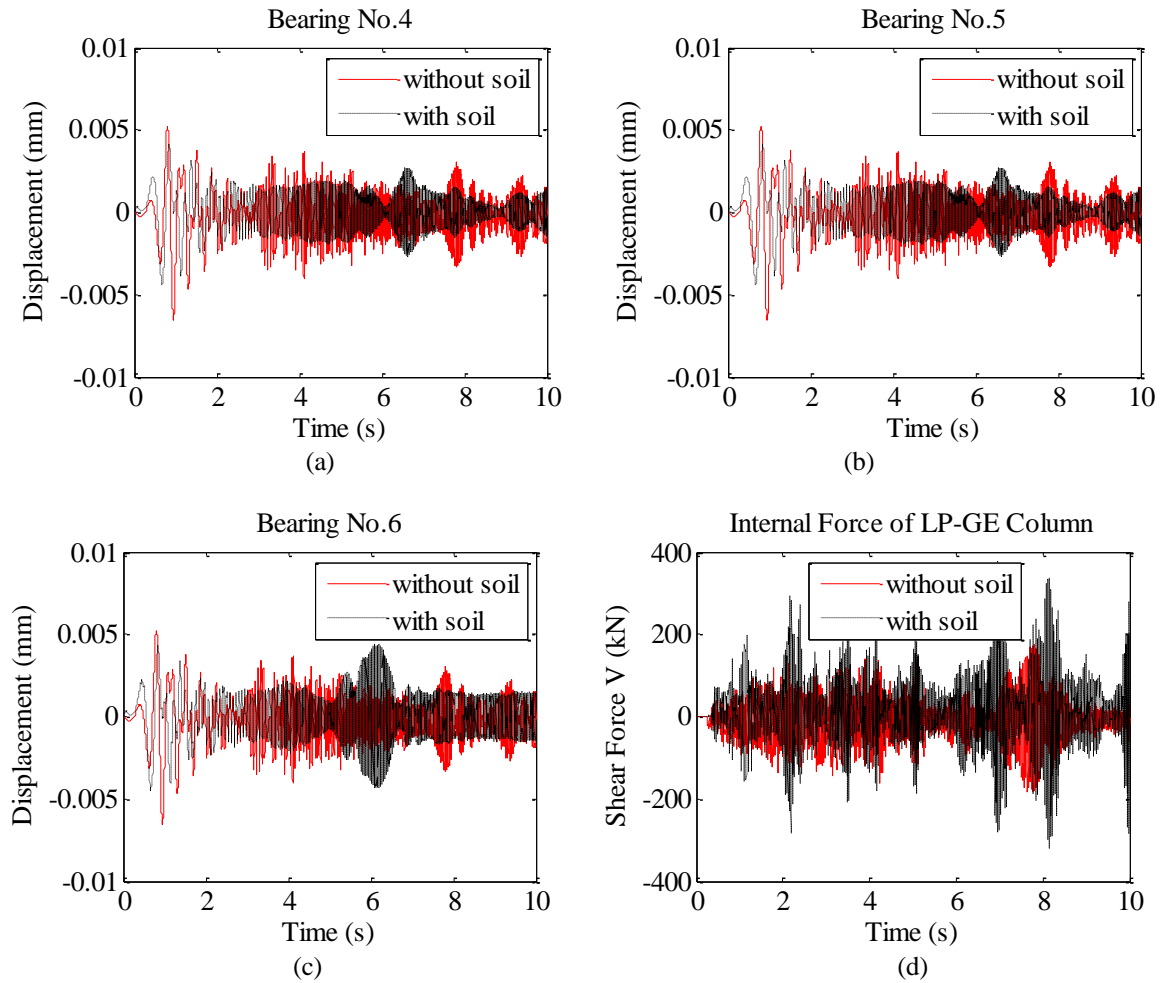 Bearing No.4
0.01
0.005
0
-0.005
-0.01
Displacement (mm)
without soil
with soil
0 2 4 6 8 10
Time (s)
(a)
Bearing No.5
0.01
0.005
0
-0.005
-0.01
Displacement (mm)
without soil
with soil
0 2 4 6 8 10
Time (s)
(b)
Bearing No.6
0.01
0.005
0
-0.005
-0.01
Displacement (mm)
without soil
with soil
0 2 4 6 8 10
Time (s)
(c)
Internal Force of LP-GE Column
400
200
0
-200
-400
Shear Force V (kN)
without soil
with soil
0 2 4 6 8 10
Time (s)
(d)